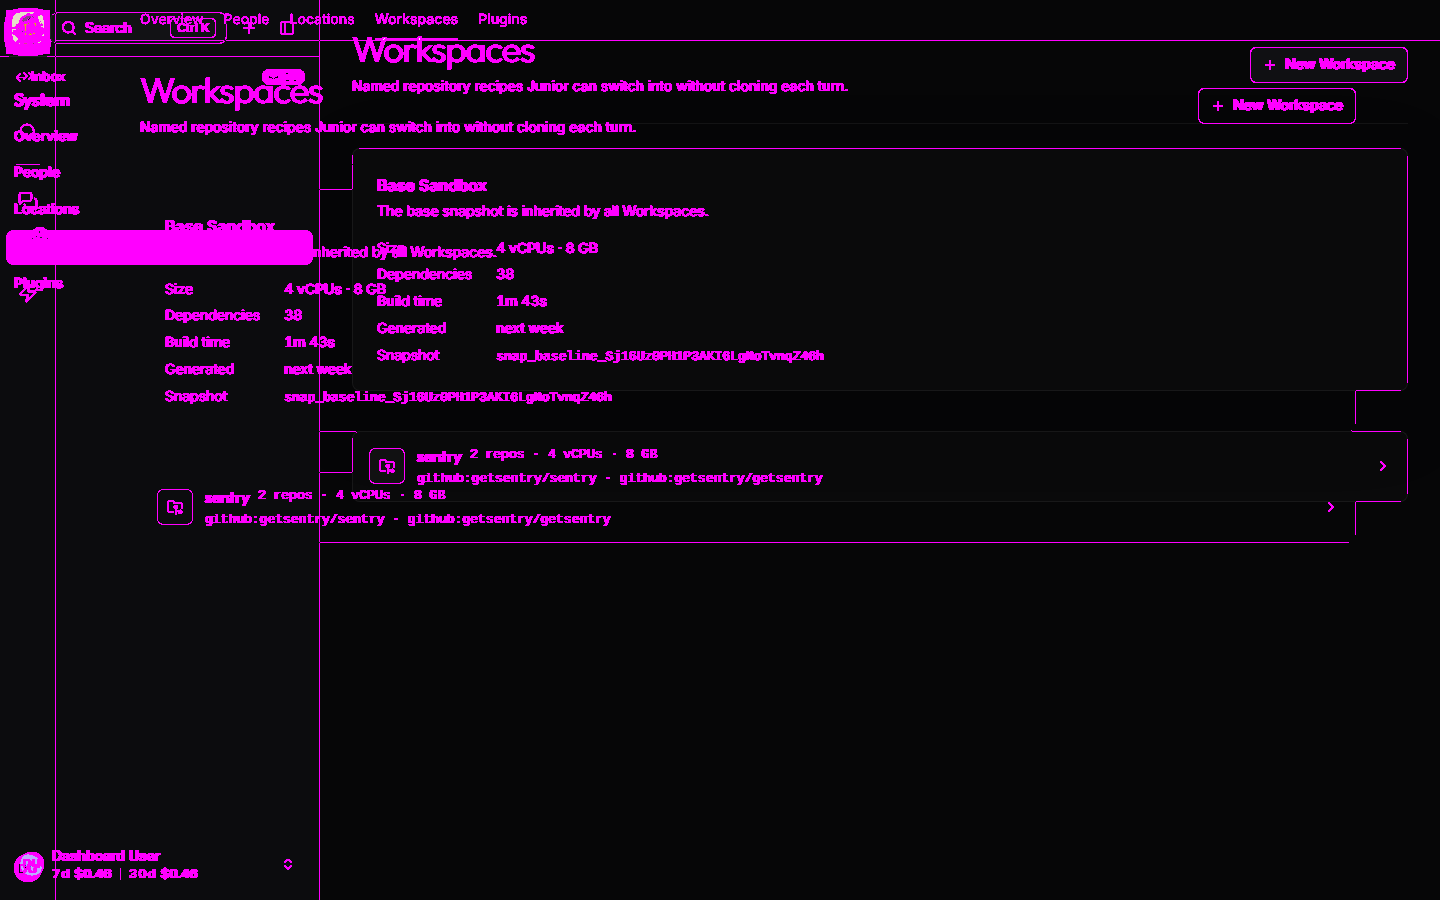 Overview People Locations Workspaces Plugins
Search Ctrl K
Workspaces
New Workspace
Inbox
Named repository recipes Junior can switch into without cloning each turn.
Workspaces
System
New Workspace
Named repository recipes Junior can switch into without cloning each turn.
Overview
People
Base Sandbox
Locations
The base snapshot is inherited by all Workspaces.
Base Sandbox
Size 4 vCPUs · 8 GB
inherited by all Workspaces.
Dependencies 38
Plugins
Size 4 vCPUs · 8 GB
Build time 1m 43s
Dependencies 38
Generated next week
Build time 1m 43s
Snapshot
Generated next week
Snapshot
sentry 2 repos · 4 vCPUs · 8 GB
github:getsentry/sentry · github:getsentry/getsentry
sentry 2 repos · 4 vCPUs · 8 GB
github:getsentry/sentry · github:getsentry/getsentry
Dashboard User
7d $0.46 | 30d $0.46